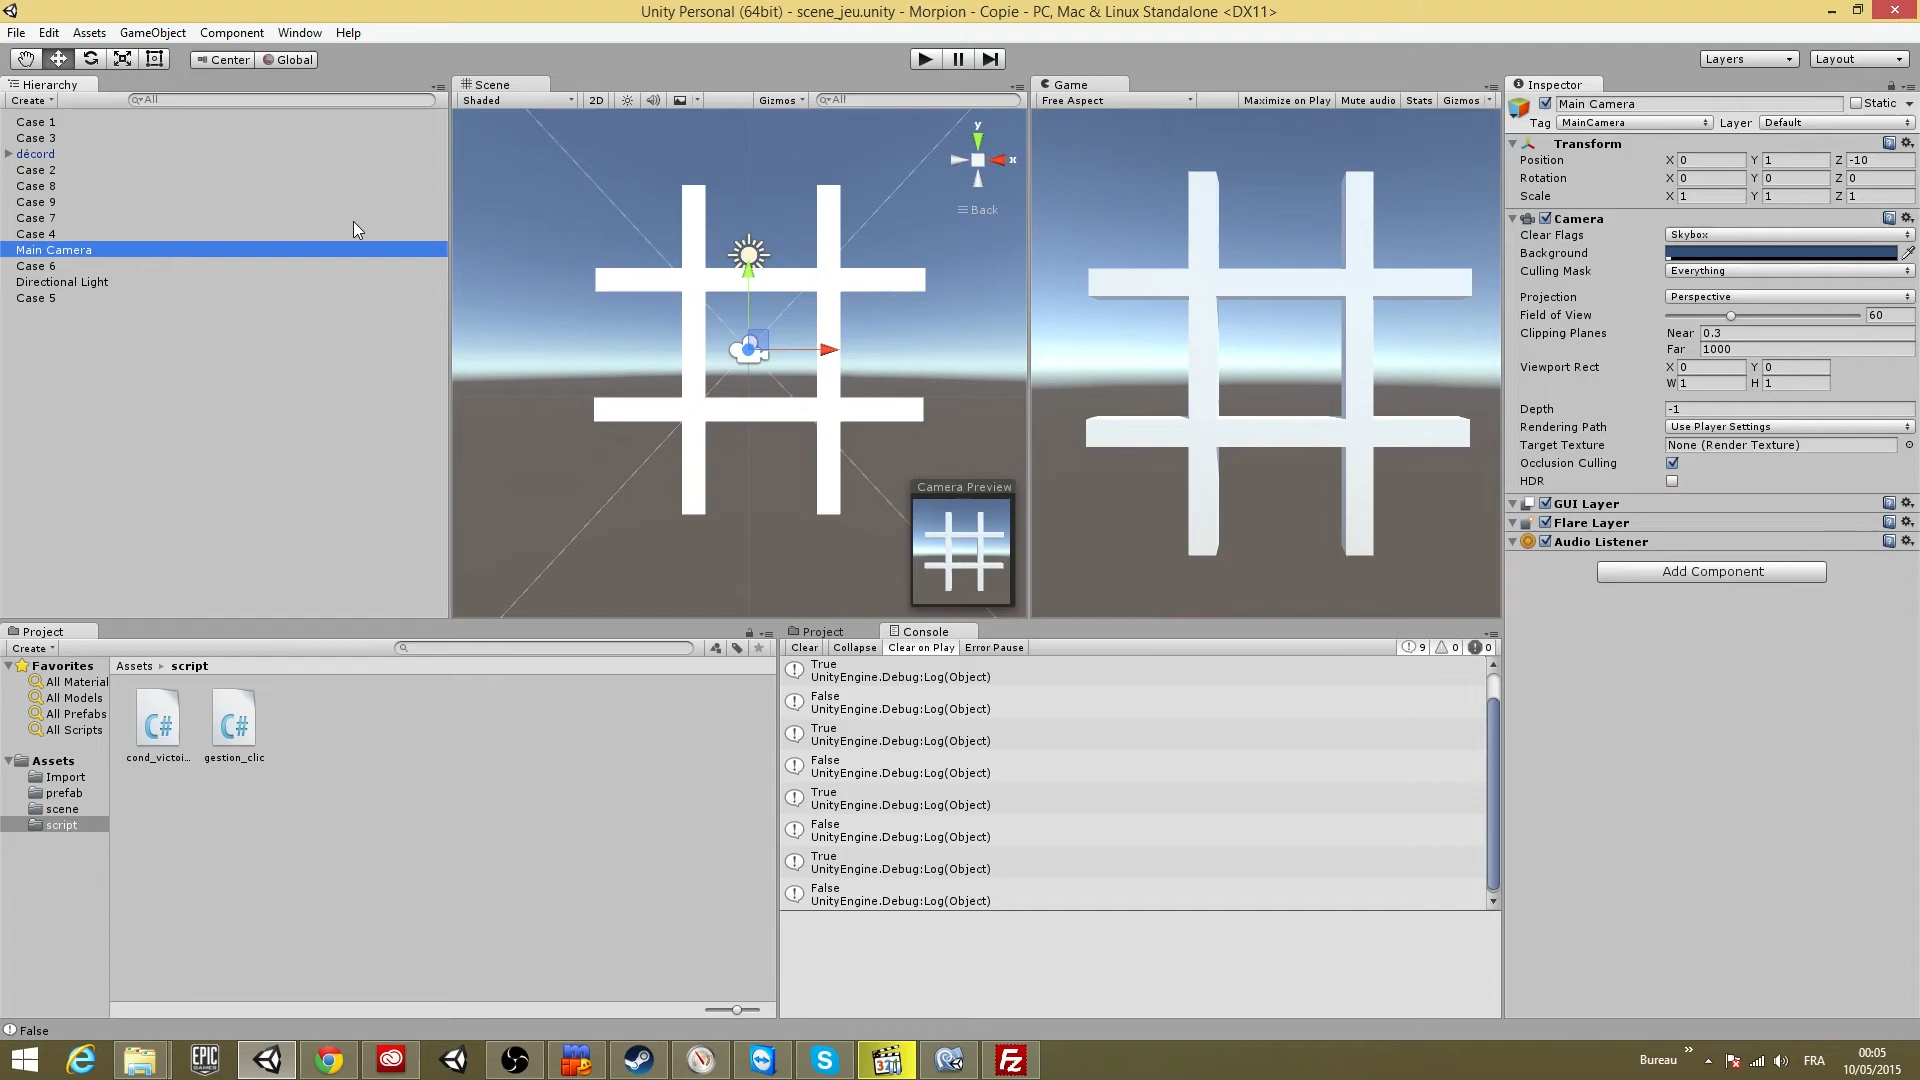 Unity Personal (64bit) - scene_jeu.unity - Morpion - Copie - PC, Mac & Linux Standalone <DX11>
File Edit Assets GameObject Component Window Help
Center Global
Layers Layout
Hierarchy
Create All
Case 1
Case 3
décord
Case 2
Case 8
Case 9
Case 7
Case 4
Main Camera
Case 6
Directional Light
Case 5
Scene
Shaded 2D Gizmos All
y
x
Back
Camera Preview
Game
Free Aspect Maximize on Play Mute audio Stats Gizmos
Inspector
Main Camera Static
Tag MainCamera Layer Default
Transform
Position X 0 Y 1 Z -10
Rotation X 0 Y 0 Z 0
Scale X 1 Y 1 Z 1
Camera
Clear Flags Skybox
Background
Culling Mask Everything
Projection Perspective
Field of View 60
Clipping Planes Near 0.3
Far 1000
Viewport Rect X 0 Y 0
W 1 H 1
Depth -1
Rendering Path Use Player Settings
Target Texture None (Render Texture)
Occlusion Culling
HDR
GUI Layer
Flare Layer
Audio Listener
Add Component
Project
Create
Favorites
All Material
All Models
All Prefabs
All Scripts
Assets
Import
prefab
scene
script
Assets script
C# C#
cond_victoi... gestion_clic
Project Console
Clear Collapse Clear on Play Error Pause 9 0 0
True
UnityEngine.Debug:Log(Object)
False
UnityEngine.Debug:Log(Object)
True
UnityEngine.Debug:Log(Object)
False
UnityEngine.Debug:Log(Object)
True
UnityEngine.Debug:Log(Object)
False
UnityEngine.Debug:Log(Object)
True
UnityEngine.Debug:Log(Object)
False
UnityEngine.Debug:Log(Object)
False
EPIC GAMES
Bureau FRA
00:05
10/05/2015